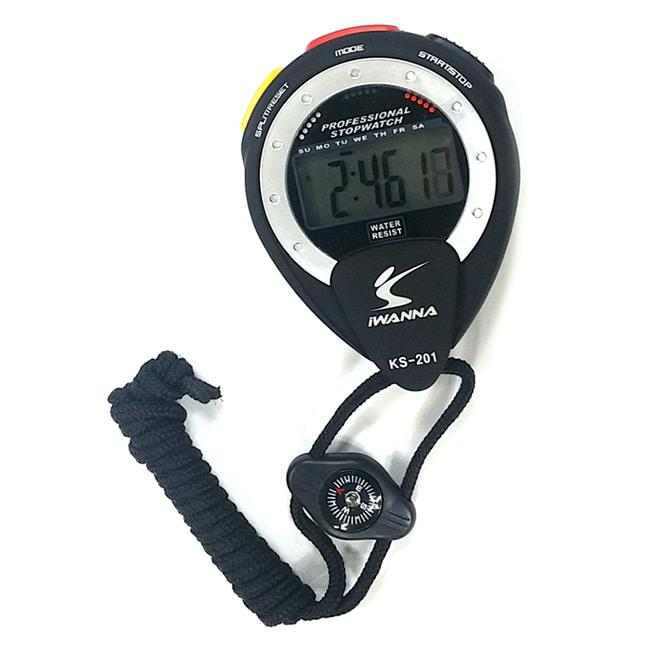 MODE
START/STOP
SPLIT/RESET
PROFESSIONAL
STOPWATCH
SU MO TU WE TH FR SA
2:46 18
WATER
RESIST
iWANNA
KS-201